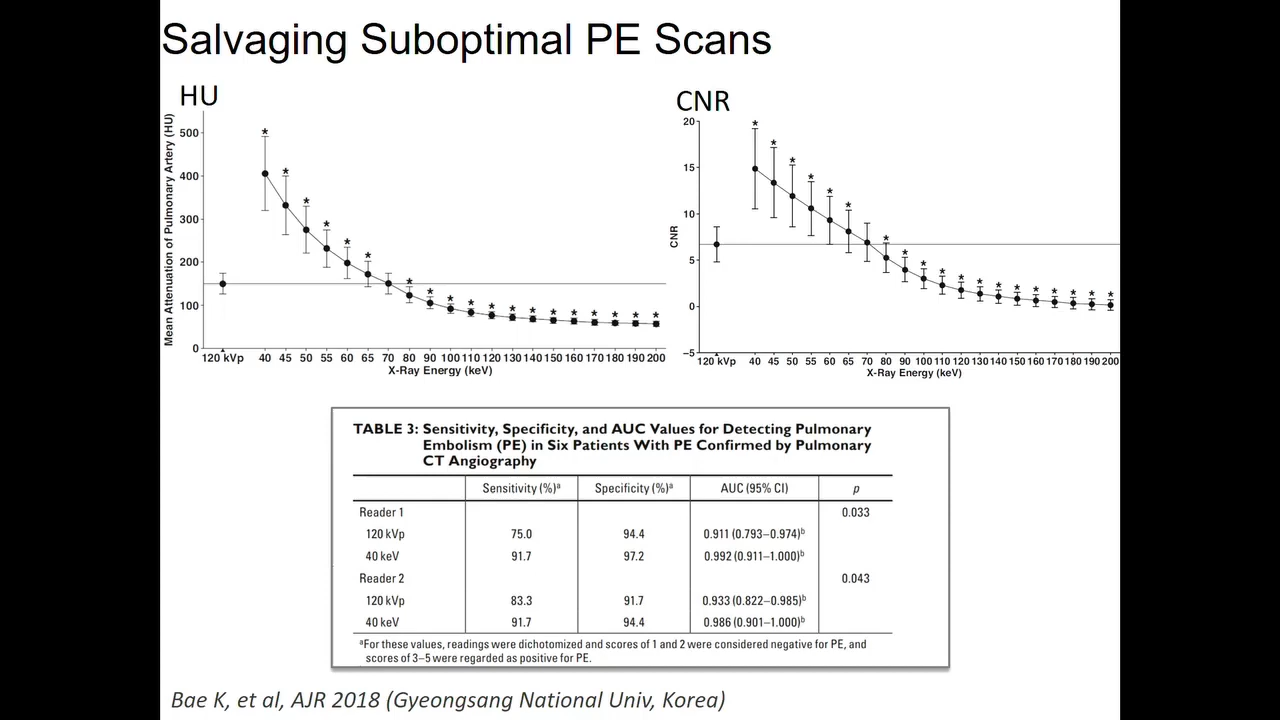 Salvaging Suboptimal PE Scans
HU
Mean Attenuation of Pulmonary Artery (HU)
500
400
300
200
100
0
120 kVp 40 45 50 55 60 65 70 80 90 100 110 120 130 140 150 160 170 180 190 200
X-Ray Energy (keV)
CNR
CNR
20
15
10
5
0
−5
120 kVp 40 45 50 55 60 65 70 80 90 100 110 120 130 140 150 160 170 180 190 200
X-Ray Energy (keV)
TABLE 3: Sensitivity, Specificity, and AUC Values for Detecting Pulmonary
Embolism (PE) in Six Patients With PE Confirmed by Pulmonary
CT Angiography
Sensitivity (%)ᵃ Specificity (%)ᵃ AUC (95% CI) p
Reader 1 0.033
120 kVp 75.0 94.4 0.911 (0.793–0.974)ᵇ
40 keV 91.7 97.2 0.992 (0.911–1.000)ᵇ
Reader 2 0.043
120 kVp 83.3 91.7 0.933 (0.822–0.985)ᵇ
40 keV 91.7 94.4 0.986 (0.901–1.000)ᵇ
ᵃFor these values, readings were dichotomized and scores of 1 and 2 were considered negative for PE, and
scores of 3–5 were regarded as positive for PE.
Bae K, et al, AJR 2018 (Gyeongsang National Univ, Korea)